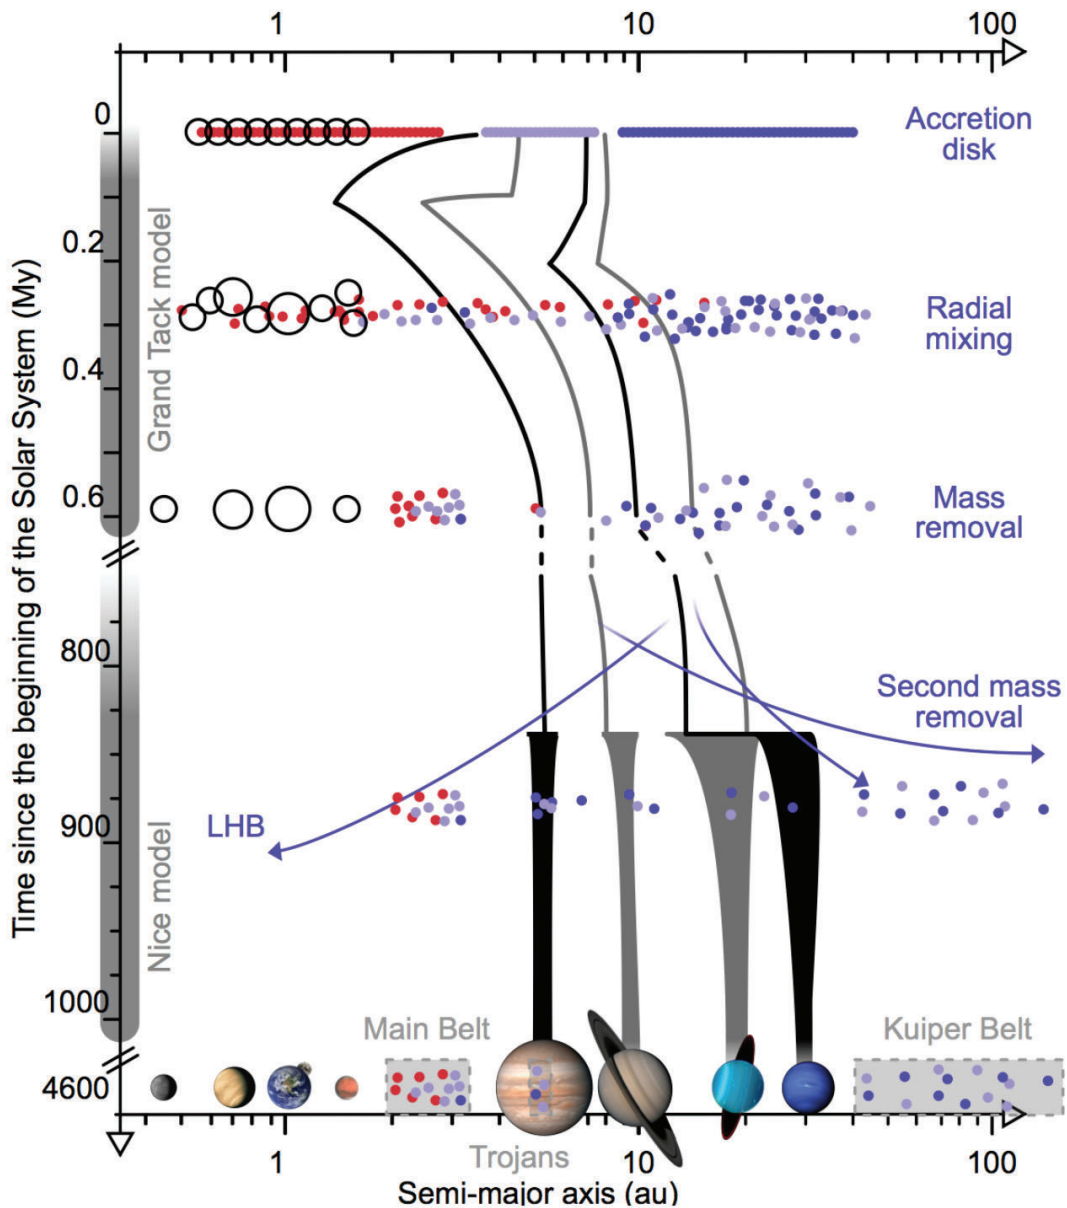 1 10 100
0
Accretion
disk
0.2
Grand Tack model
Radial
mixing
0.4
Time since the beginning of the Solar System (My)
0.6
Mass
removal
800
Second mass
removal
900
LHB
Nice model
1000
Main Belt Kuiper Belt
4600
Trojans
1 10 100
Semi-major axis (au)